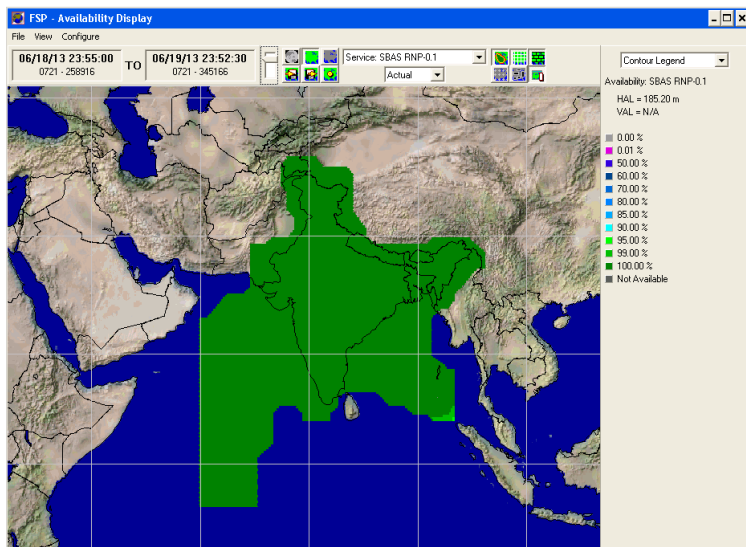 FSP - Availability Display
File View Configure
06/18/13 23:55:00
0721 - 258916
TO
06/19/13 23:52:30
0721 - 345166
Service: SBAS RNP-0.1
Actual
Contour Legend
Availability: SBAS RNP-0.1
HAL = 185.20 m
VAL = N/A
0.00 %
0.01 %
50.00 %
60.00 %
70.00 %
80.00 %
85.00 %
90.00 %
95.00 %
99.00 %
100.00 %
Not Available